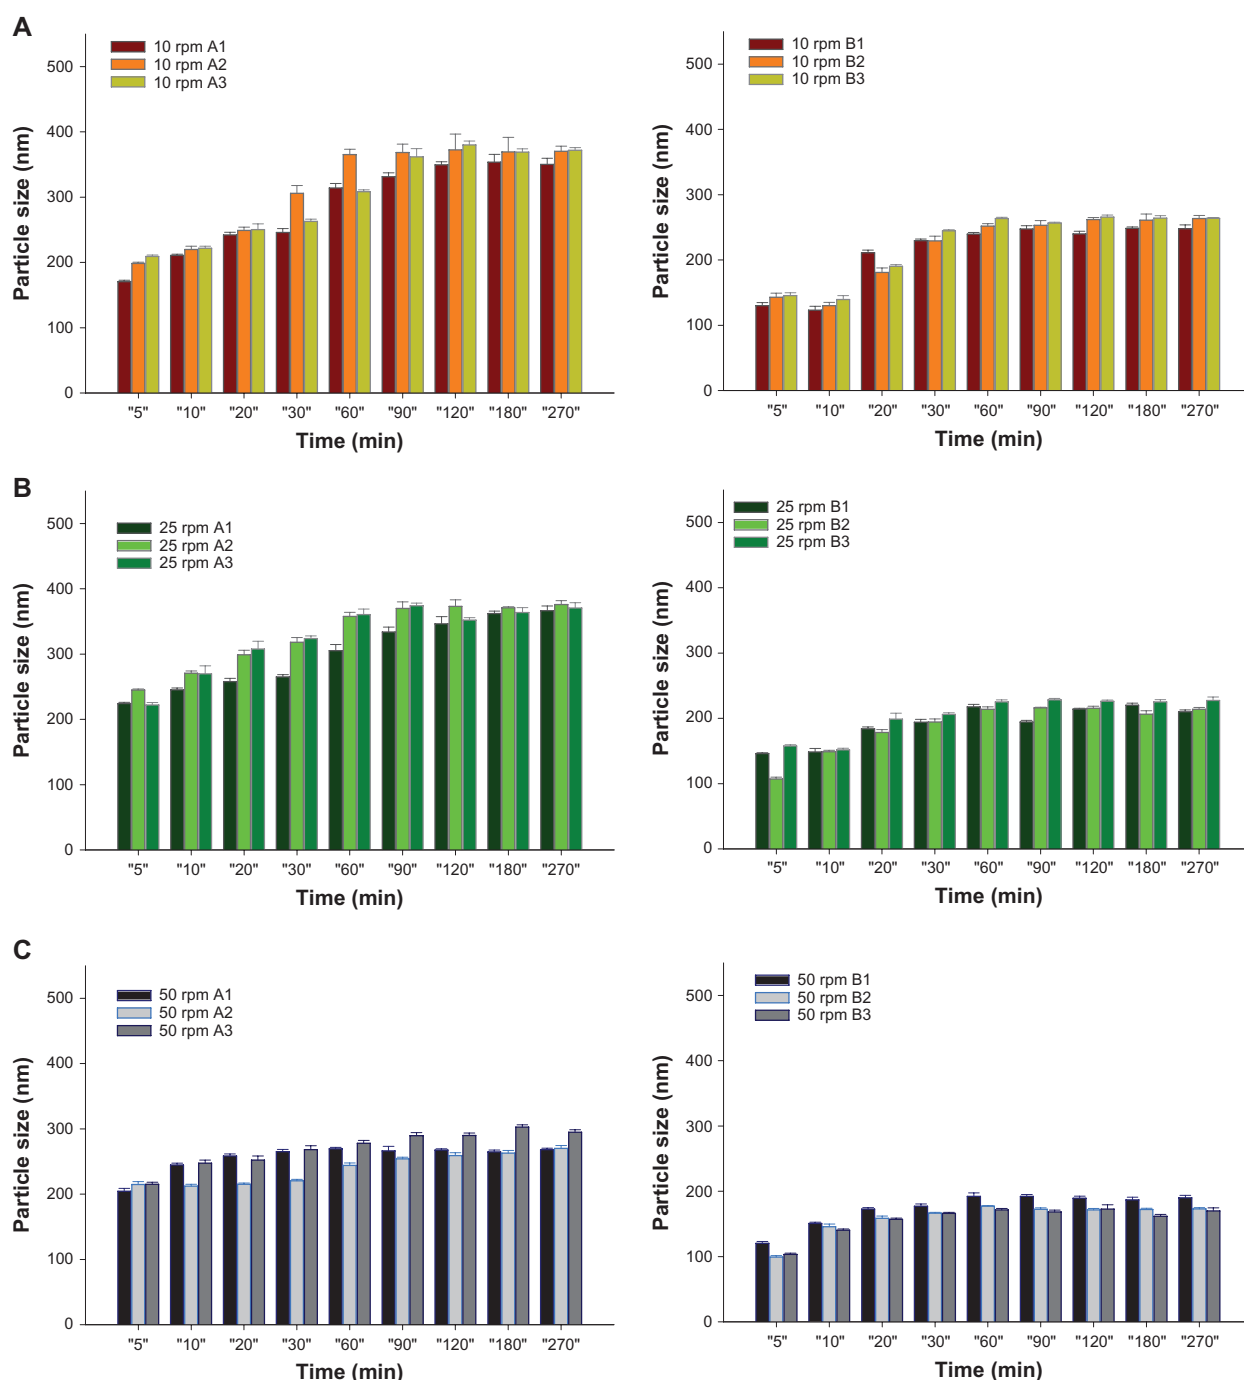 A
10 rpm A1
10 rpm A2
10 rpm A3
500
400
300
200
100
0
Particle size (nm)
"5" "10" "20" "30" "60" "90" "120" "180" "270"
Time (min)
10 rpm B1
10 rpm B2
10 rpm B3
500
400
300
200
100
0
Particle size (nm)
"5" "10" "20" "30" "60" "90" "120" "180" "270"
Time (min)
B
25 rpm A1
25 rpm A2
25 rpm A3
500
400
300
200
100
0
Particle size (nm)
"5" "10" "20" "30" "60" "90" "120" "180" "270"
Time (min)
25 rpm B1
25 rpm B2
25 rpm B3
500
400
300
200
100
0
Particle size (nm)
"5" "10" "20" "30" "60" "90" "120" "180" "270"
Time (min)
C
50 rpm A1
50 rpm A2
50 rpm A3
500
400
300
200
100
0
Particle size (nm)
"5" "10" "20" "30" "60" "90" "120" "180" "270"
Time (min)
50 rpm B1
50 rpm B2
50 rpm B3
500
400
300
200
100
0
Particle size (nm)
"5" "10" "20" "30" "60" "90" "120" "180" "270"
Time (min)